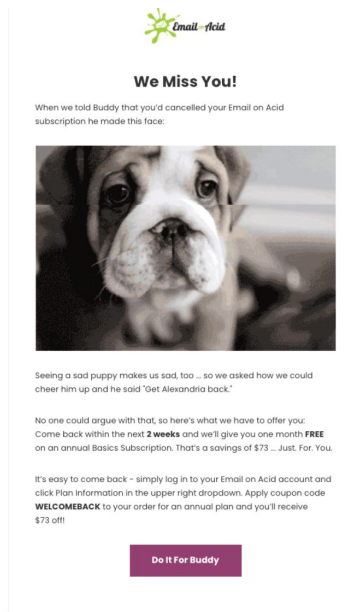 Email on Acid
We Miss You!
When we told Buddy that you'd cancelled your Email on Acid
subscription he made this face:
Seeing a sad puppy makes us sad, too ... so we asked how we could
cheer him up and he said "Get Alexandria back."
No one could argue with that, so here's what we have to offer you:
Come back within the next 2 weeks and we'll give you one month FREE
on an annual Basics Subscription. That's a savings of $73 ... Just. For. You.
It's easy to come back - simply log in to your Email on Acid account and
click Plan Information in the upper right dropdown. Apply coupon code
WELCOMEBACK to your order for an annual plan and you'll receive
$73 off!
Do It For Buddy